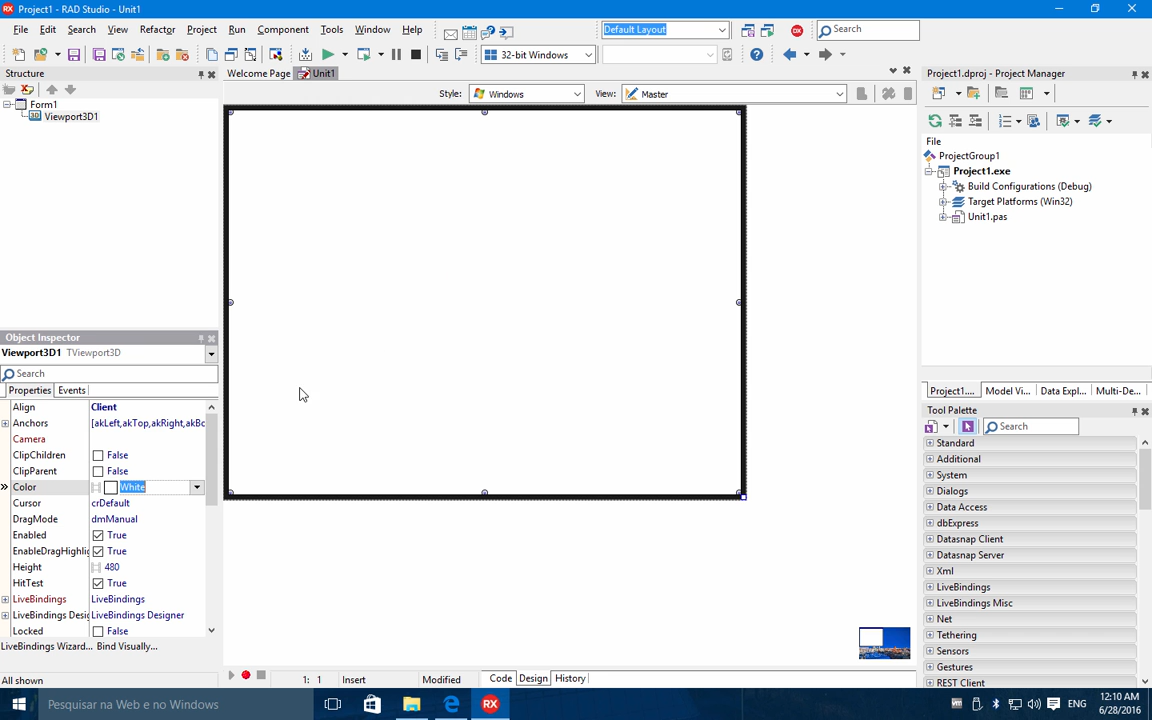 Project1 - RAD Studio - Unit1
File Edit Search View Refactor Project Run Component Tools Window Help
Default Layout
Search
32-bit Windows
Structure
Form1
Viewport3D1
Welcome Page Unit1
Style: Windows View: Master
Object Inspector
Viewport3D1 TViewport3D
Search
Properties Events
Align Client
Anchors [akLeft,akTop,akRight,akBo
Camera
ClipChildren False
ClipParent False
Color White
Cursor crDefault
DragMode dmManual
Enabled True
EnableDragHighlig True
Height 480
HitTest True
LiveBindings LiveBindings
LiveBindings Desig LiveBindings Designer
Locked False
LiveBindings Wizard... Bind Visually...
All shown
1: 1 Insert Modified Code Design History
Project1.dproj - Project Manager
File
ProjectGroup1
Project1.exe
Build Configurations (Debug)
Target Platforms (Win32)
Unit1.pas
Project1.... Model Vi... Data Expl... Multi-De...
Tool Palette
Search
Standard
Additional
System
Dialogs
Data Access
dbExpress
Datasnap Client
Datasnap Server
Xml
LiveBindings
LiveBindings Misc
Net
Tethering
Sensors
Gestures
REST Client
Pesquisar na Web e no Windows
RX
ENG
12:10 AM
6/28/2016